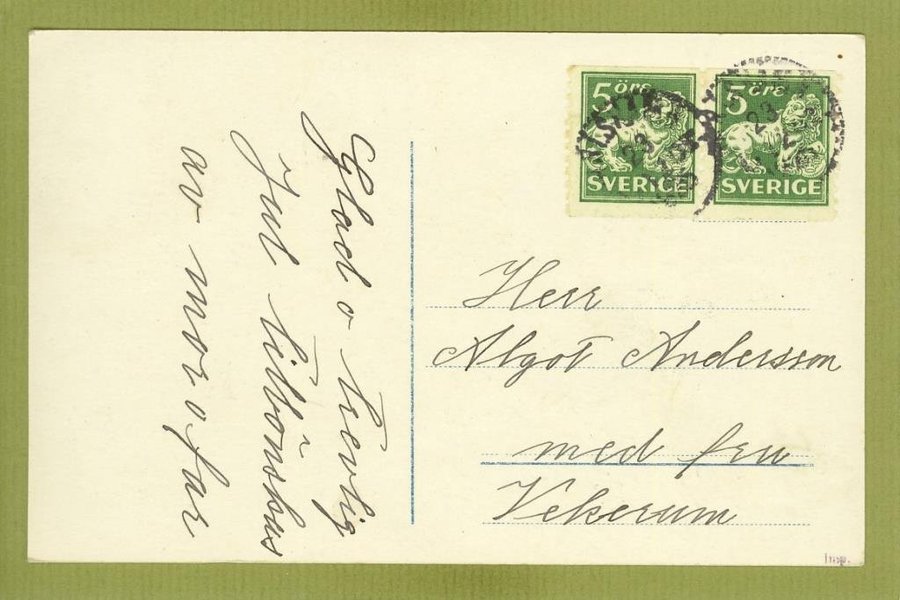 Glad o trevlig
Jul tillönskas
av mor o far
5 öre
SVERIGE
5 öre
SVERIGE
Herr
Algot Andersson
med fru
Vekerum
Imp.